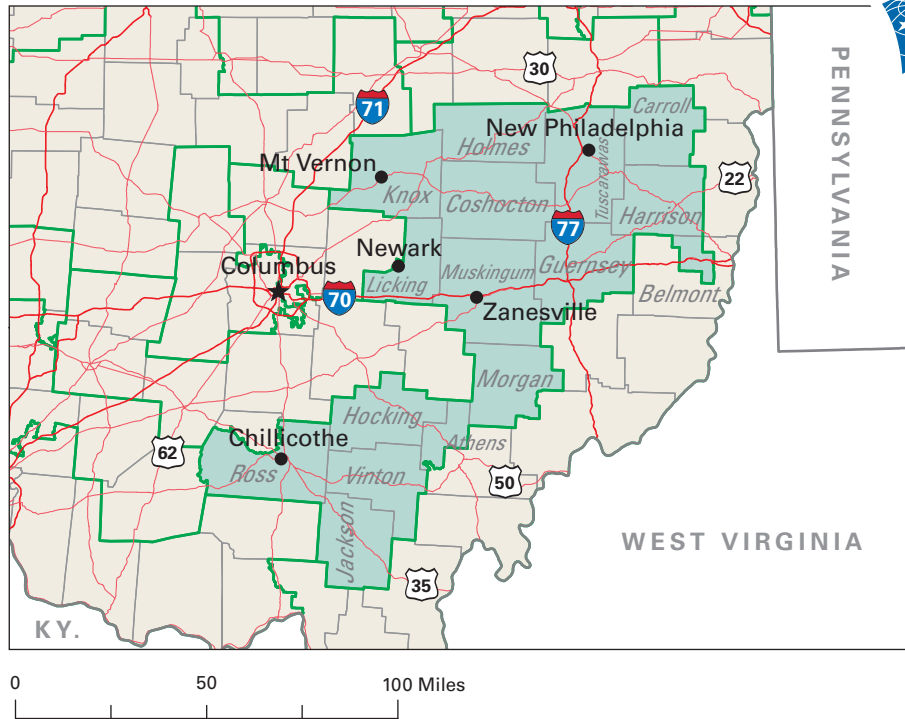 30
PENNSYLVANIA
71
Carroll
New Philadelphia
Holmes
Mt Vernon
Tuscarawas
22
Knox
Coshocton
Harrison
77
Newark
Columbus
Muskingum
Guernsey
Licking
70
Belmont
Zanesville
Morgan
Hocking
Chillicothe
Athens
62
Ross
Vinton
50
Jackson
WEST VIRGINIA
35
KY.
0 50 100 Miles